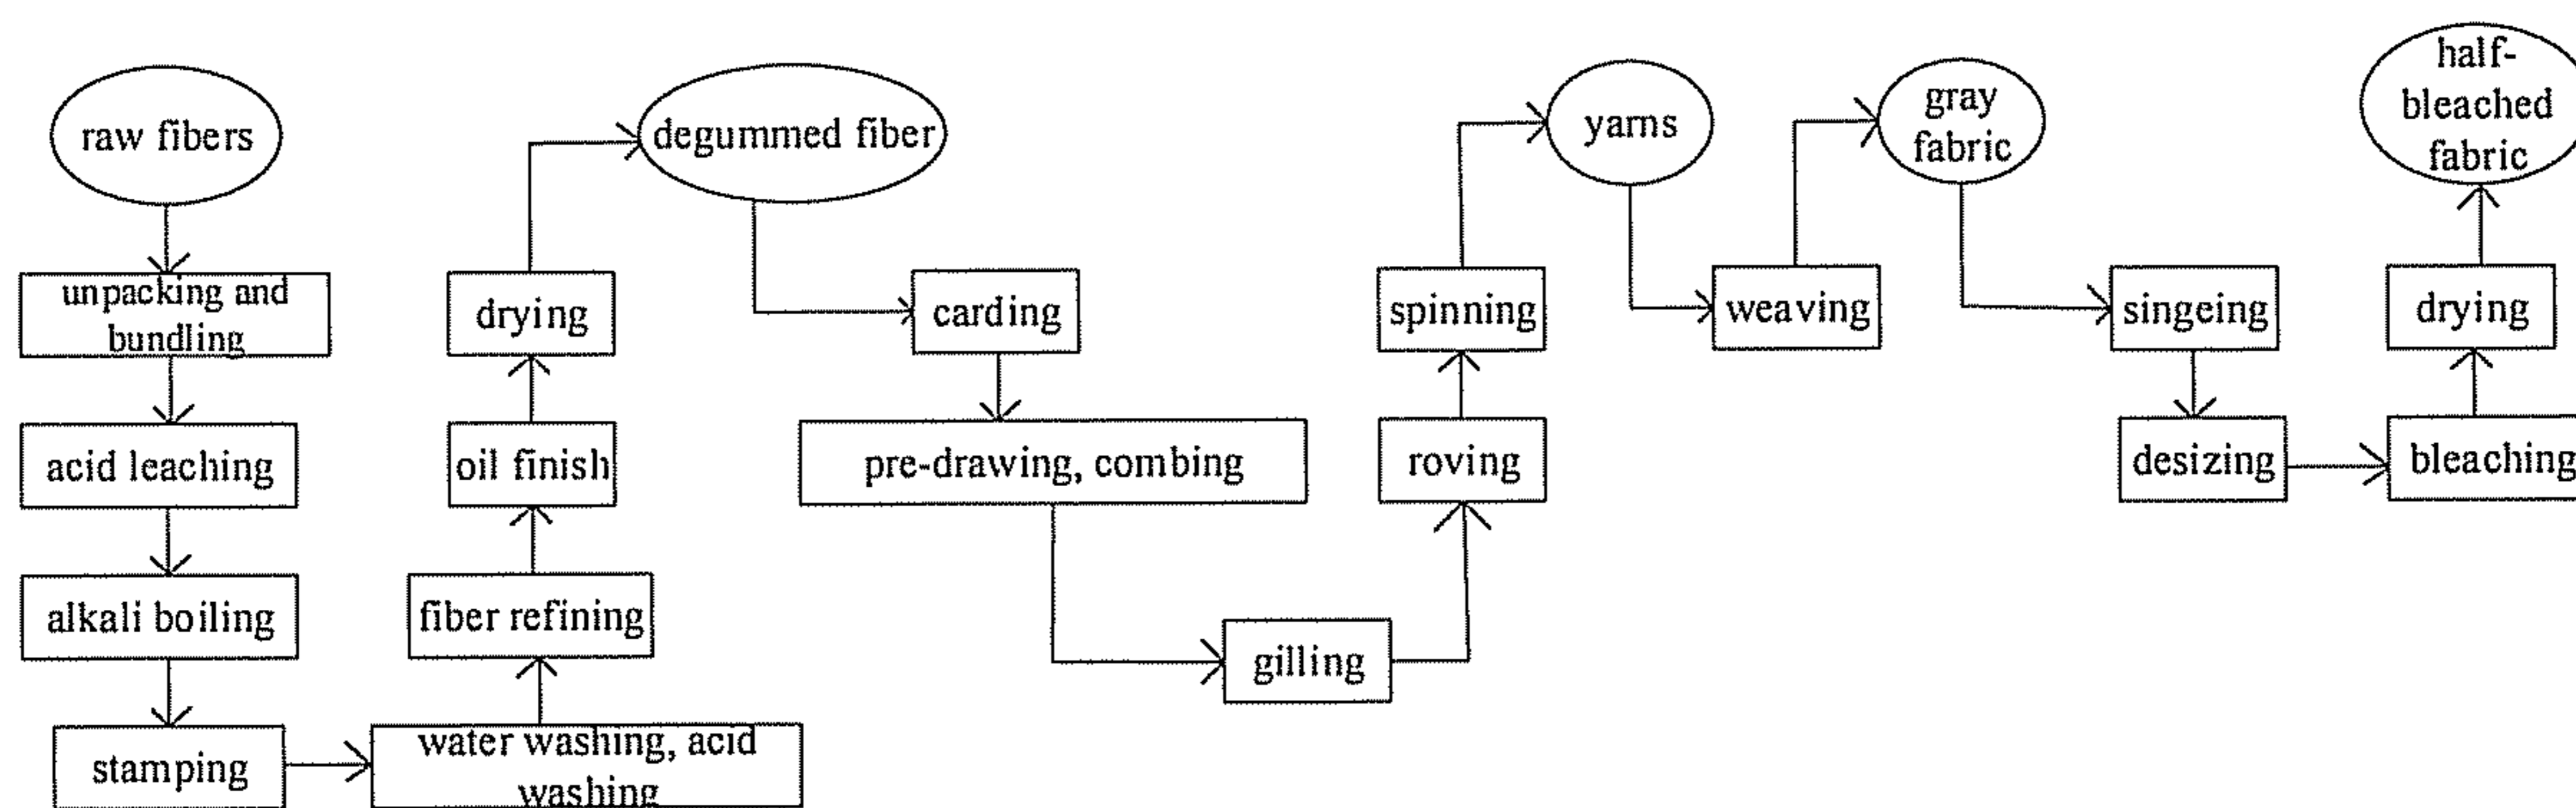 raw fibers
unpacking and
bundling
acid leaching
alkali boiling
stamping
water washing, acid
washing
fiber refining
oil finish
drying
degummed fiber
carding
pre-drawing, combing
gilling
roving
spinning
yarns
weaving
gray
fabric
singeing
desizing
bleaching
drying
half-
bleached
fabric